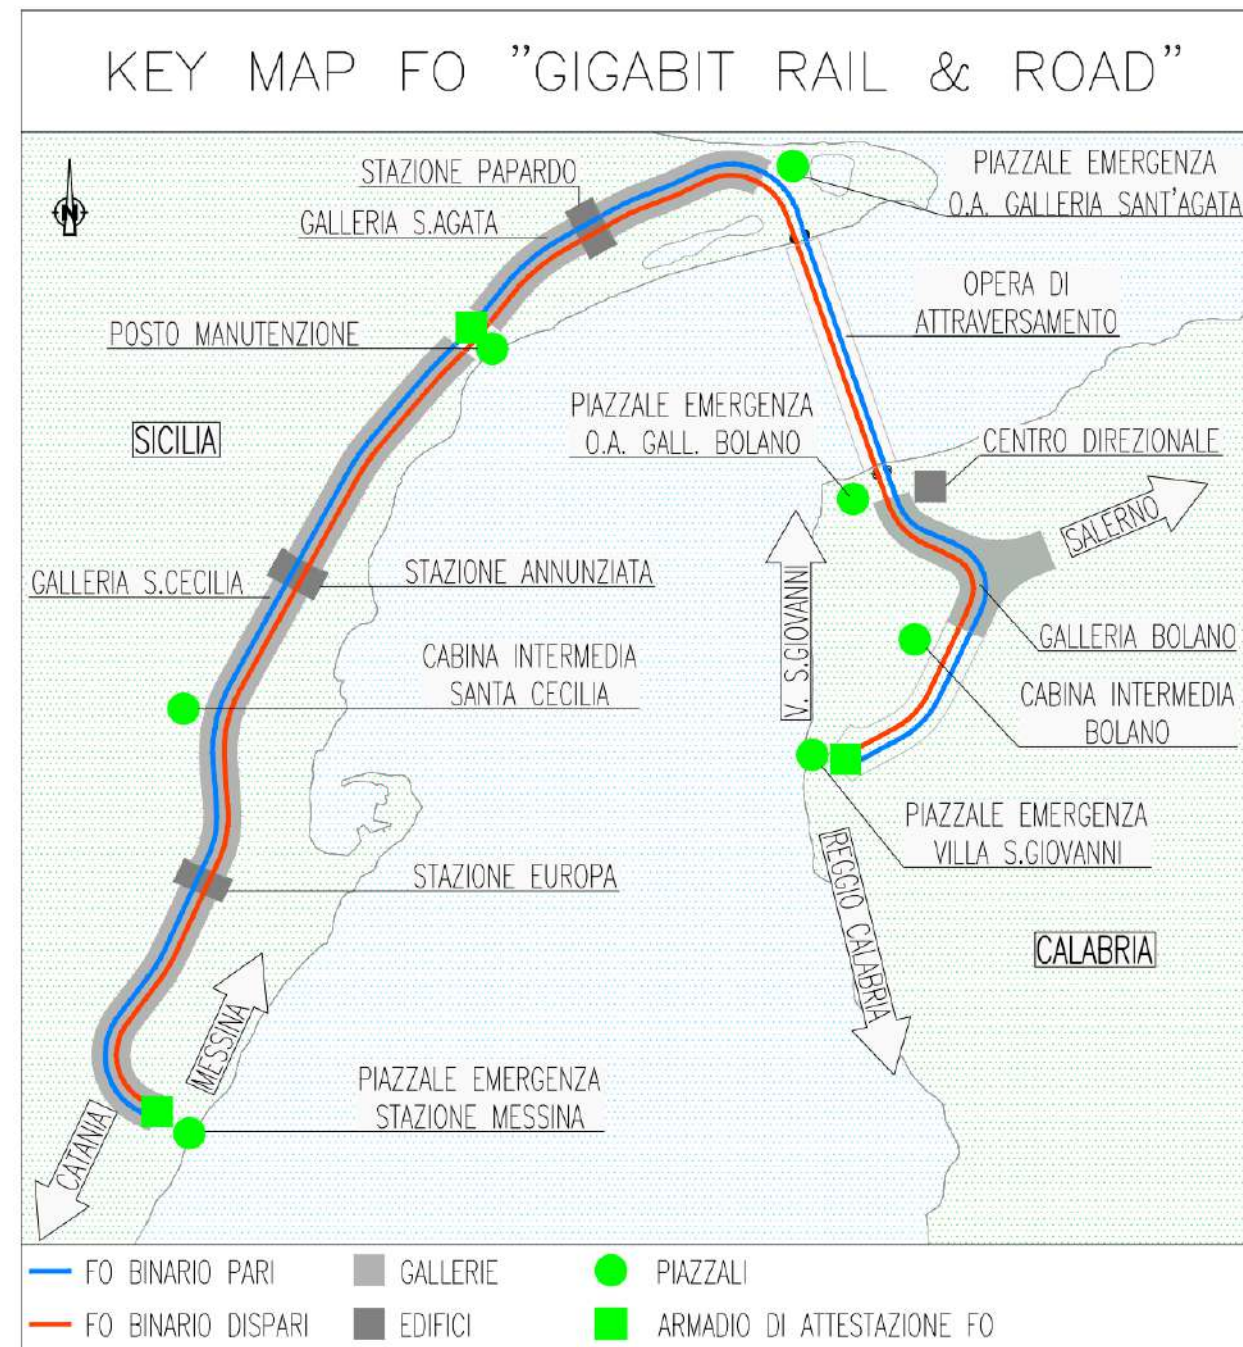 KEY MAP FO "GIGABIT RAIL & ROAD"
N
STAZIONE PAPARDO
GALLERIA S.AGATA
PIAZZALE EMERGENZA
O.A. GALLERIA SANT'AGATA
POSTO MANUTENZIONE
OPERA DI
ATTRAVERSAMENTO
SICILIA
PIAZZALE EMERGENZA
O.A. GALL. BOLANO
CENTRO DIREZIONALE
SALERNO
GALLERIA S.CECILIA
STAZIONE ANNUNZIATA
V. S.GIOVANNI
GALLERIA BOLANO
CABINA INTERMEDIA
SANTA CECILIA
CABINA INTERMEDIA
BOLANO
PIAZZALE EMERGENZA
VILLA S.GIOVANNI
STAZIONE EUROPA
REGGIO CALABRIA
CALABRIA
MESSINA
PIAZZALE EMERGENZA
STAZIONE MESSINA
CATANIA
FO BINARIO PARI
GALLERIE
PIAZZALI
FO BINARIO DISPARI
EDIFICI
ARMADIO DI ATTESTAZIONE FO